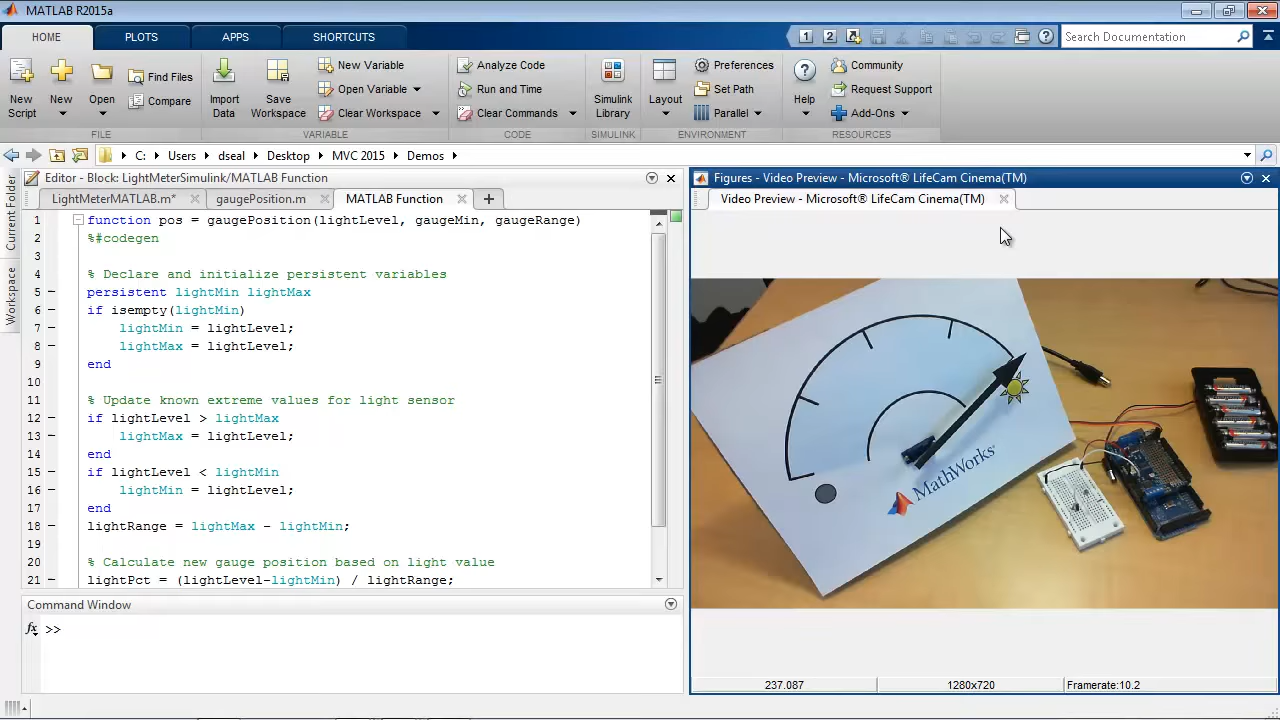 MATLAB R2015a
HOME
PLOTS
APPS
SHORTCUTS
1
2
Search Documentation
New Script
New
Open
Find Files
Compare
FILE
Import Data
Save Workspace
New Variable
Open Variable
Clear Workspace
VARIABLE
Analyze Code
Run and Time
Clear Commands
CODE
Simulink Library
SIMULINK
Layout
Preferences
Set Path
Parallel
ENVIRONMENT
Help
Community
Request Support
Add-Ons
RESOURCES
C: Users dseal Desktop MVC 2015 Demos
Current Folder
Workspace
Editor - Block: LightMeterSimulink/MATLAB Function
LightMeterMATLAB.m*
gaugePosition.m
MATLAB Function
1 function pos = gaugePosition(lightLevel, gaugeMin, gaugeRange)
2 %#codegen
3
4 % Declare and initialize persistent variables
5 persistent lightMin lightMax
6 if isempty(lightMin)
7 lightMin = lightLevel;
8 lightMax = lightLevel;
9 end
10
11 % Update known extreme values for light sensor
12 if lightLevel > lightMax
13 lightMax = lightLevel;
14 end
15 if lightLevel < lightMin
16 lightMin = lightLevel;
17 end
18 lightRange = lightMax - lightMin;
19
20 % Calculate new gauge position based on light value
21 lightPct = (lightLevel-lightMin) / lightRange;
Command Window
fx >>
Figures - Video Preview - Microsoft® LifeCam Cinema(TM)
Video Preview - Microsoft® LifeCam Cinema(TM)
MathWorks®
237.087
1280x720
Framerate:10.2